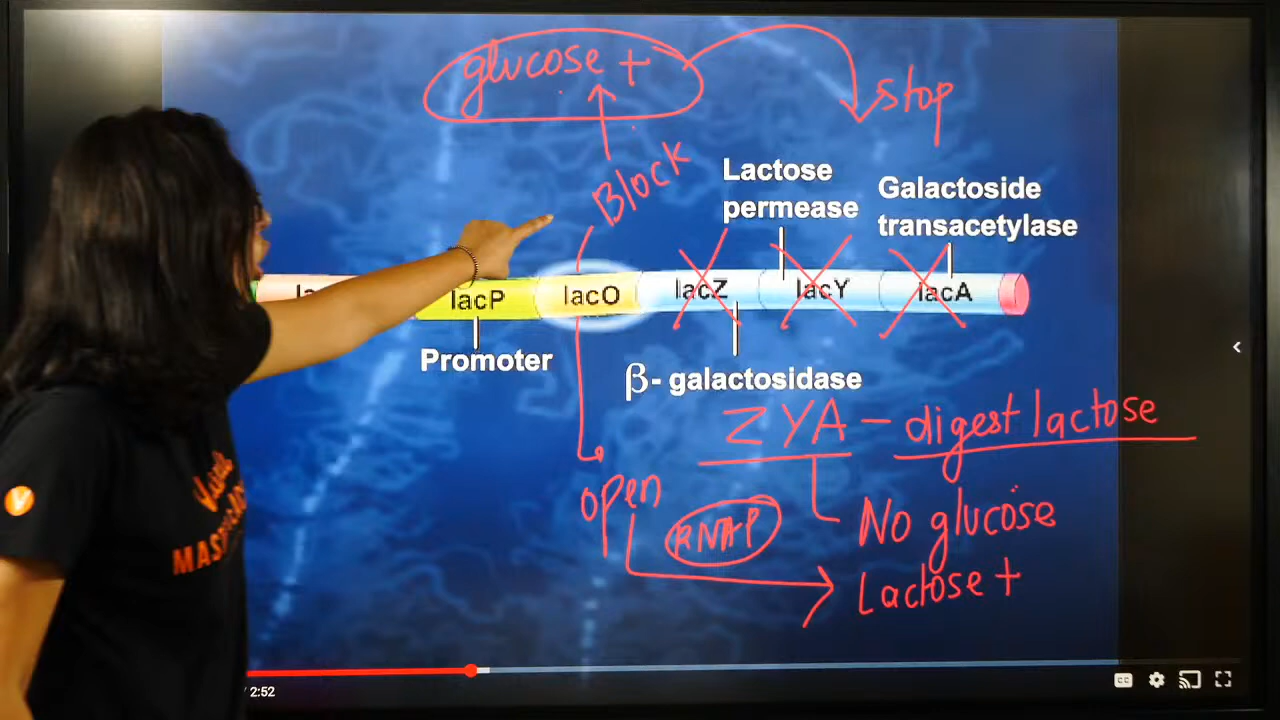 glucose +
stop
Block
Lactose
permease
Galactoside
transacetylase
lacP
lacO
lacZ
lacY
lacA
Promoter
β- galactosidase
ZYA - digest lactose
open
RNAP
No glucose
Lactose +
/ 2:52
CC